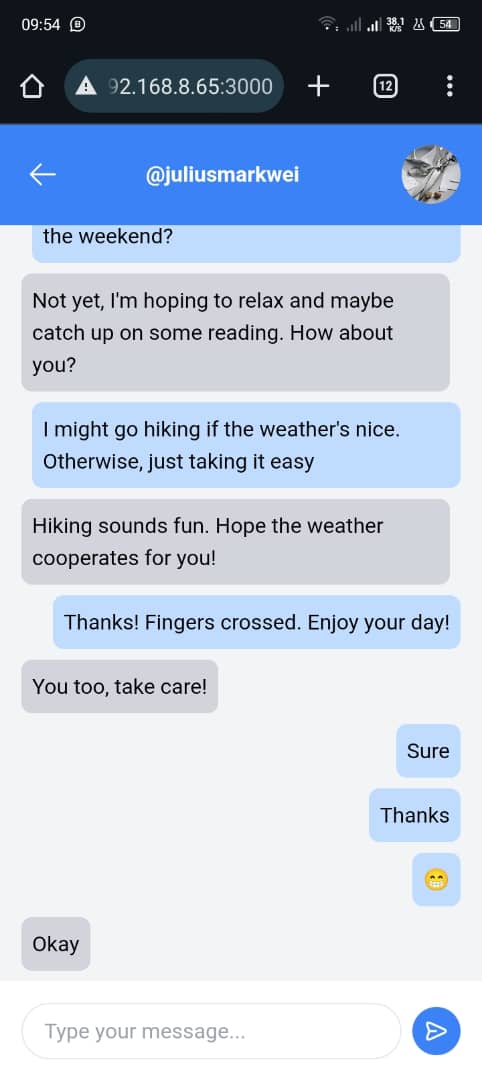 09:54
38.1
K/S
54
92.168.8.65:3000
12
@juliusmarkwei
the weekend?
Not yet, I'm hoping to relax and maybe
catch up on some reading. How about
you?
I might go hiking if the weather's nice.
Otherwise, just taking it easy
Hiking sounds fun. Hope the weather
cooperates for you!
Thanks! Fingers crossed. Enjoy your day!
You too, take care!
Sure
Thanks
😁
Okay
Type your message...